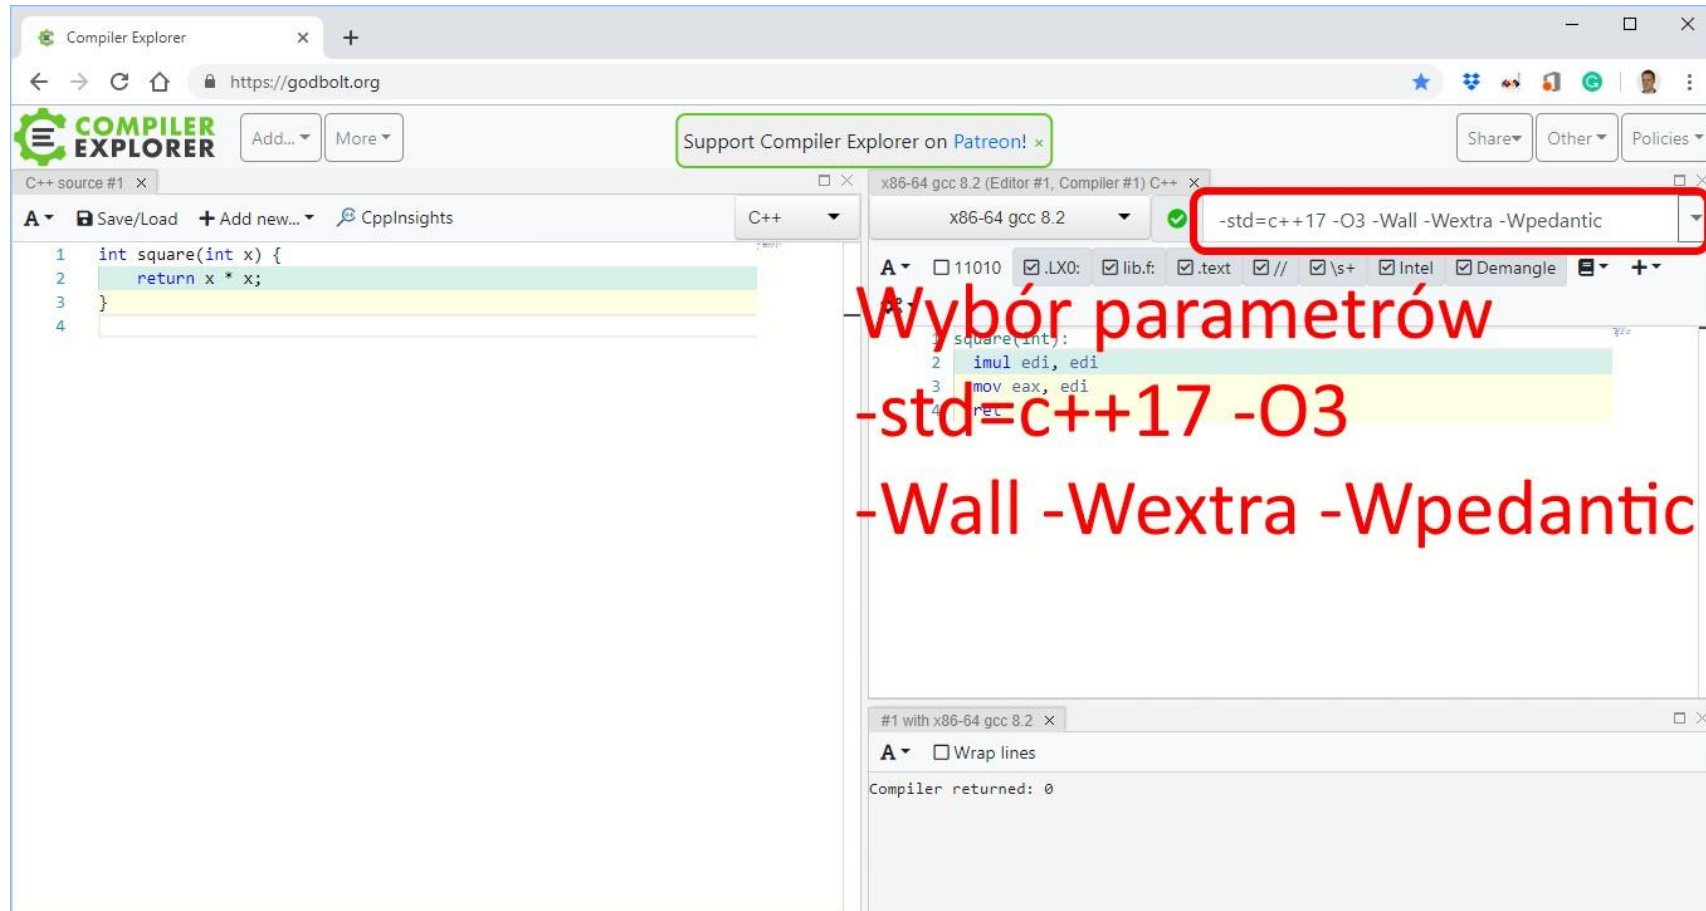 Compiler Explorer
https://godbolt.org
COMPILER
EXPLORER
Add...
More
Support Compiler Explorer on Patreon! ×
Share
Other
Policies
C++ source #1
A
Save/Load
+ Add new...
CppInsights
C++
1 int square(int x) {
2 return x * x;
3 }
4
x86-64 gcc 8.2 (Editor #1, Compiler #1) C++
x86-64 gcc 8.2
-std=c++17 -O3 -Wall -Wextra -Wpedantic
A
11010
.LX0:
lib.f:
.text
//
\s+
Intel
Demangle
Wybór parametrów
-std=c++17 -O3
-Wall -Wextra -Wpedantic
1 square(int):
2 imul edi, edi
3 mov eax, edi
4 ret
#1 with x86-64 gcc 8.2
A
Wrap lines
Compiler returned: 0